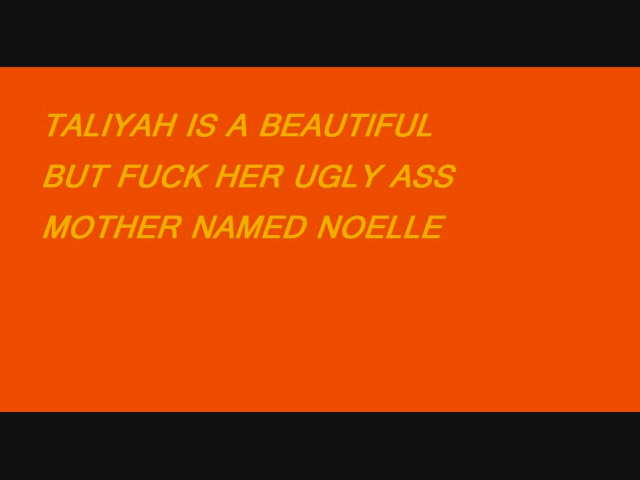 TALIYAH IS A BEAUTIFUL
BUT FUCK HER UGLY ASS
MOTHER NAMED NOELLE